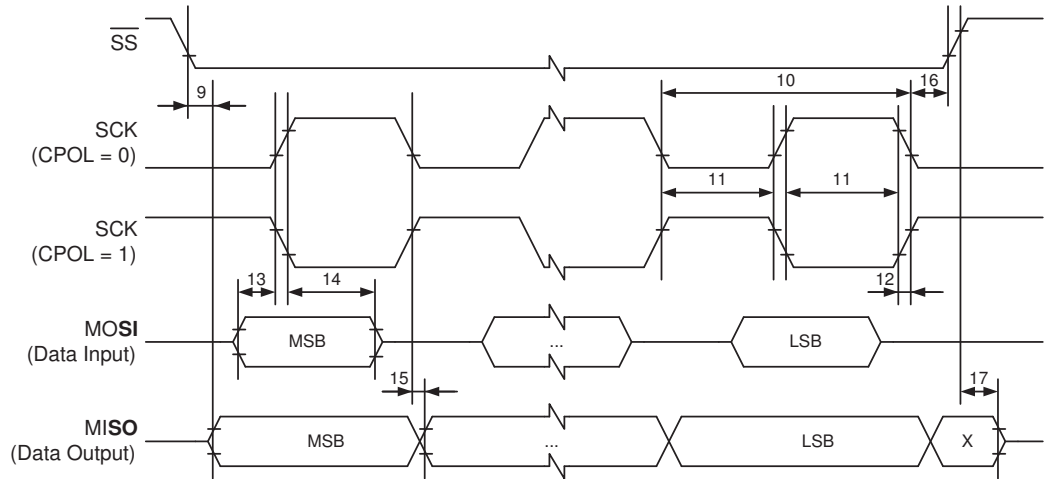 SS
10
16
9
SCK
(CPOL = 0)
11
11
SCK
(CPOL = 1)
13
14
12
MOSI
(Data Input)
MSB
...
LSB
15
17
MISO
(Data Output)
MSB
...
LSB
X